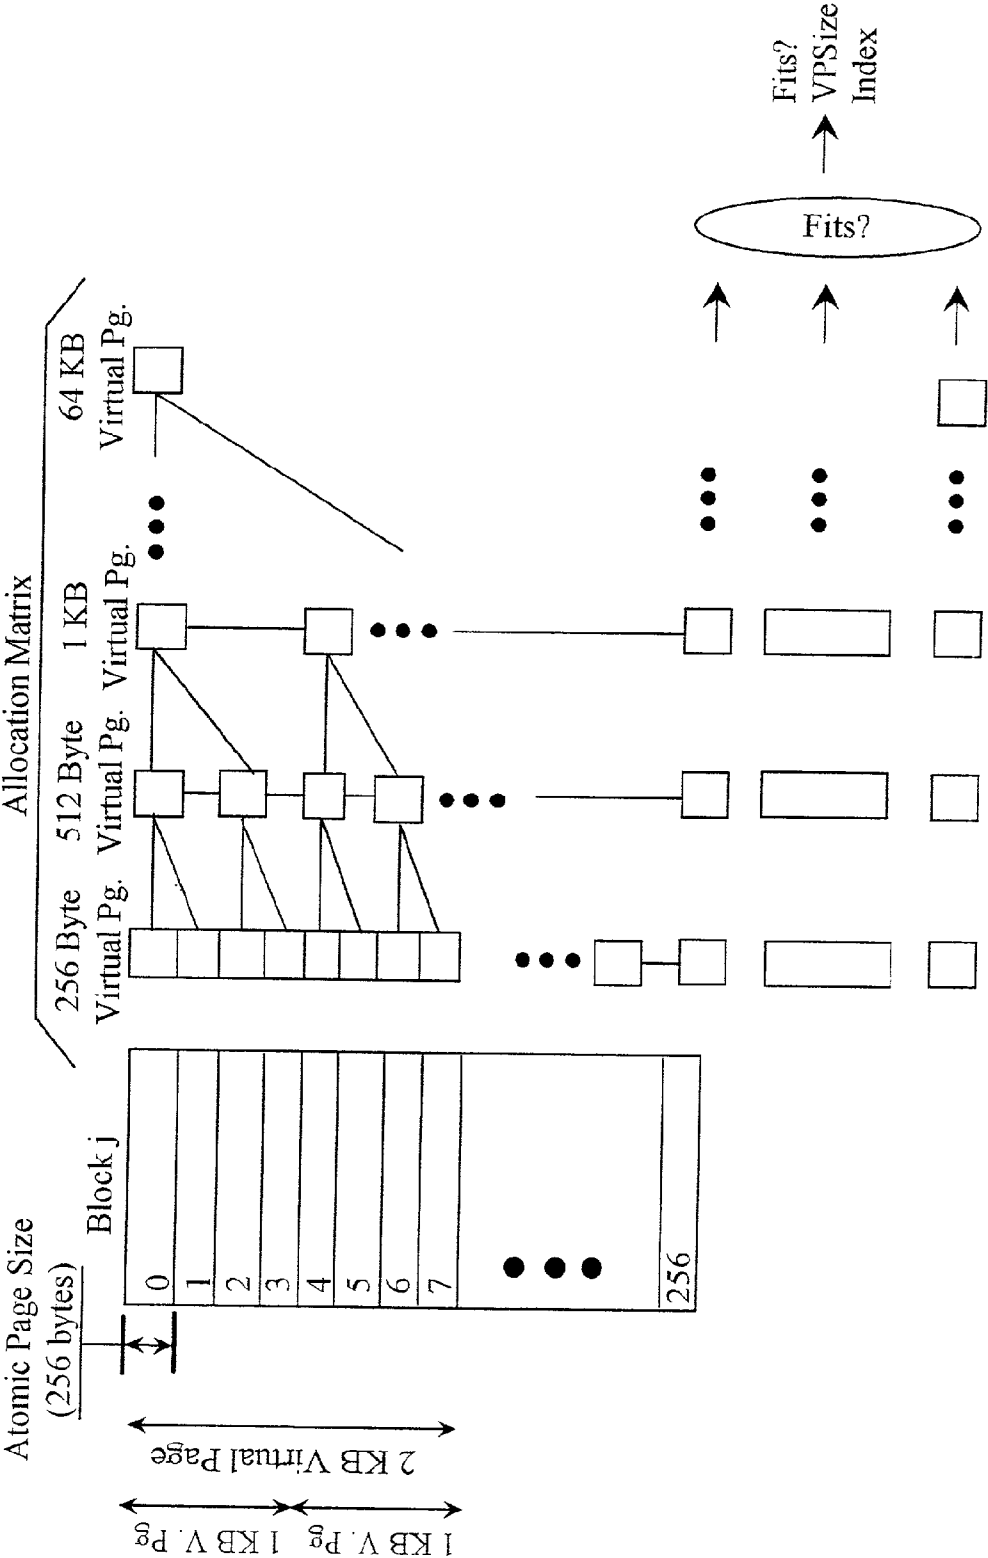 Allocation Matrix
Atomic Page Size
(256 bytes)
Block j
256 Byte
Virtual Pg.
512 Byte
Virtual Pg.
1 KB
Virtual Pg.
64 KB
Virtual Pg.
0
1
2
3
4
5
6
7
256
2 KB Virtual Page
1 KB V. Pg
1 KB V. Pg
Fits?
Fits?
VPSize
Index